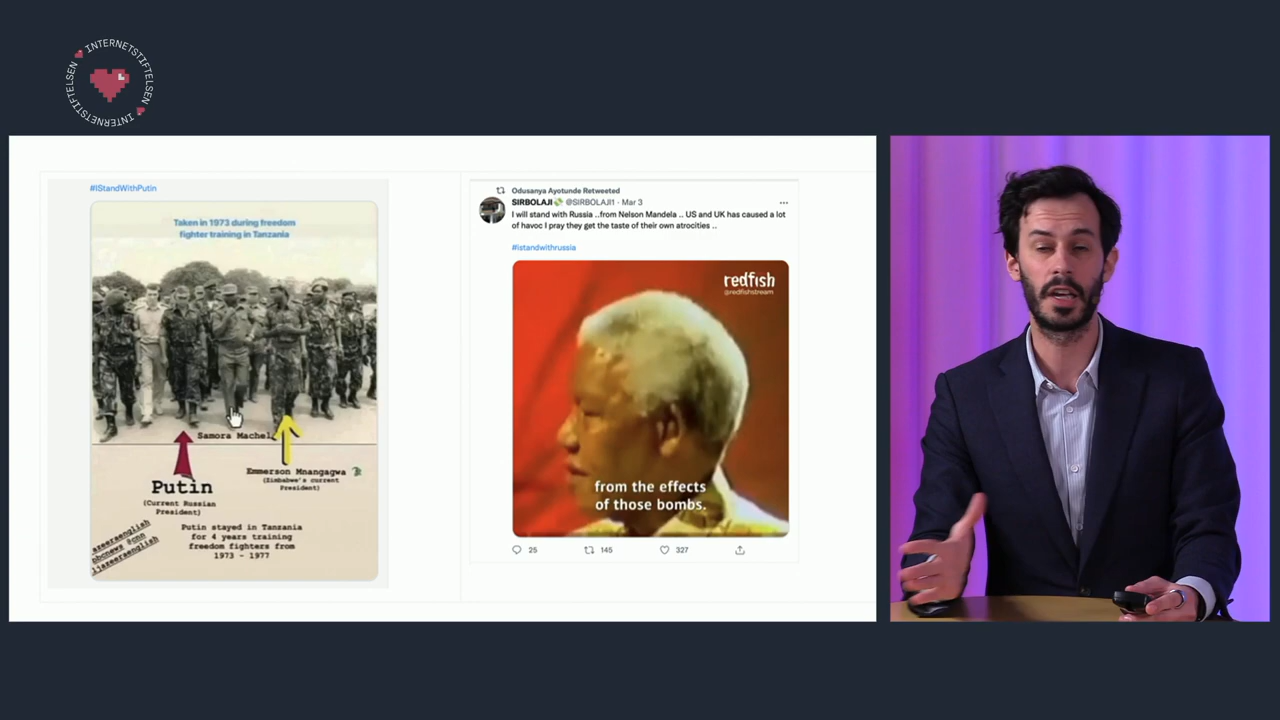 INTERNETSTIFTELSEN
INTERNETSTIFTELSEN
#IStandWithPutin
Taken in 1973 during freedom
fighter training in Tanzania
Samora Machel
Putin
(Current Russian
President)
Emmerson Mnangagwa
(Zimbabwe's current
President)
Putin stayed in Tanzania
for 4 years training
freedom fighters from
1973 - 1977
azeeraenglish
bbcnews @cnn
ljazeeraenglish
Odusanya Ayotunde Retweeted
SIRBOLAJI @SIRBOLAJI1 · Mar 3
I will stand with Russia ..from Nelson Mandela .. US and UK has caused a lot
of havoc I pray they get the taste of their own atrocities ..
#istandwithrussia
redfish
@redfishstream
from the effects
of those bombs.
25
145
327